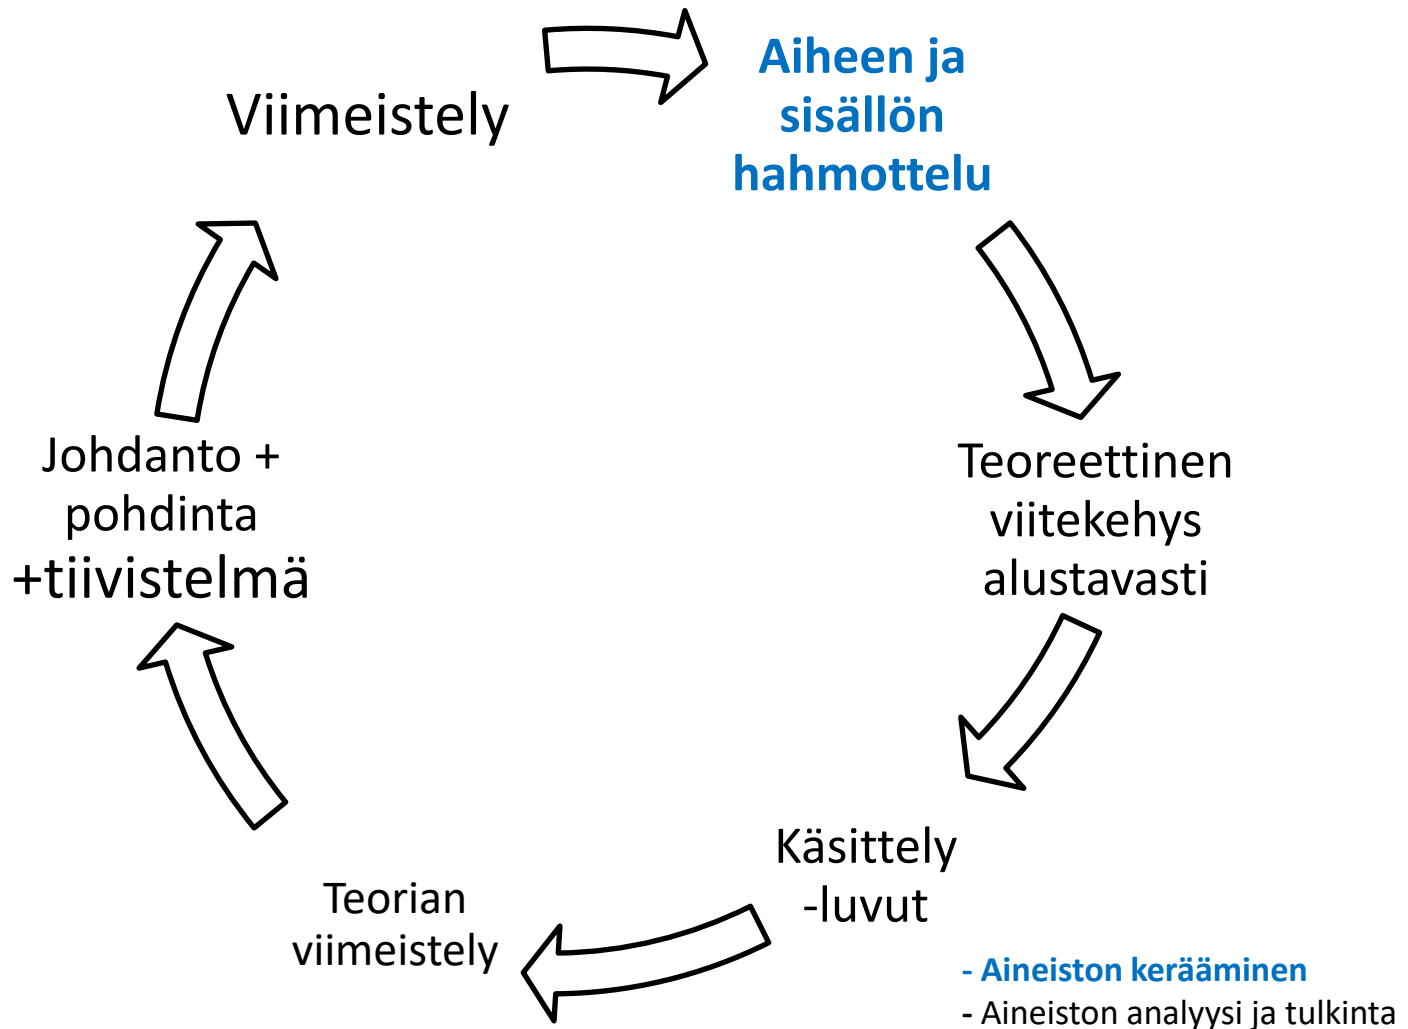 Aiheen ja
sisällön
hahmottelu
Teoreettinen
viitekehys
alustavasti
Käsittely
-luvut
- Aineiston kerääminen
- Aineiston analyysi ja tulkinta
Teorian
viimeistely
Johdanto +
pohdinta
+tiivistelmä
Viimeistely